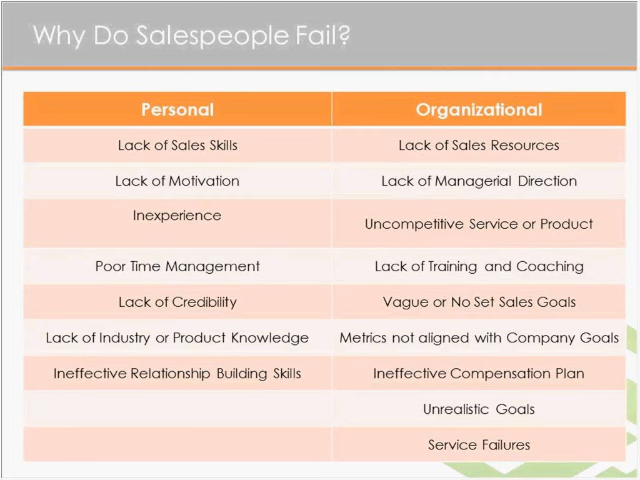 Why Do Salespeople Fail?
Personal Organizational
Lack of Sales Skills Lack of Sales Resources
Lack of Motivation Lack of Managerial Direction
Inexperience Uncompetitive Service or Product
Poor Time Management Lack of Training and Coaching
Lack of Credibility Vague or No Set Sales Goals
Lack of Industry or Product Knowledge Metrics not aligned with Company Goals
Ineffective Relationship Building Skills Ineffective Compensation Plan
Unrealistic Goals
Service Failures